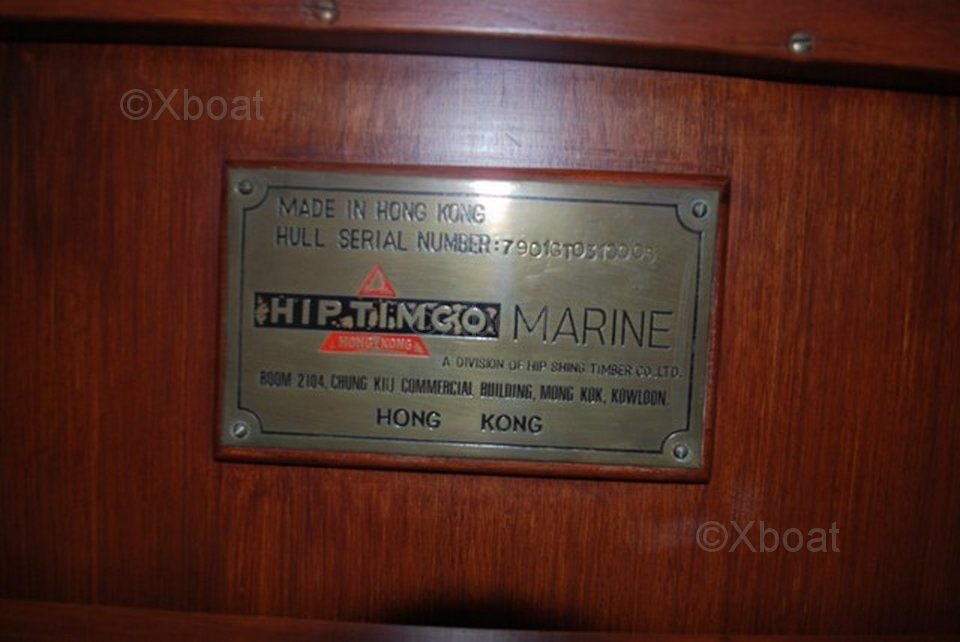 ©Xboat
MADE IN HONG KONG
HULL SERIAL NUMBER:
HIP.TIMCO MARINE
HONG KONG
A DIVISION OF HIP SHING TIMBER CO.,LTD.
ROOM 2104, CHUNG KIU COMMERCIAL BUILDING, MONG KOK, KOWLOON.
HONG KONG
©Xboat